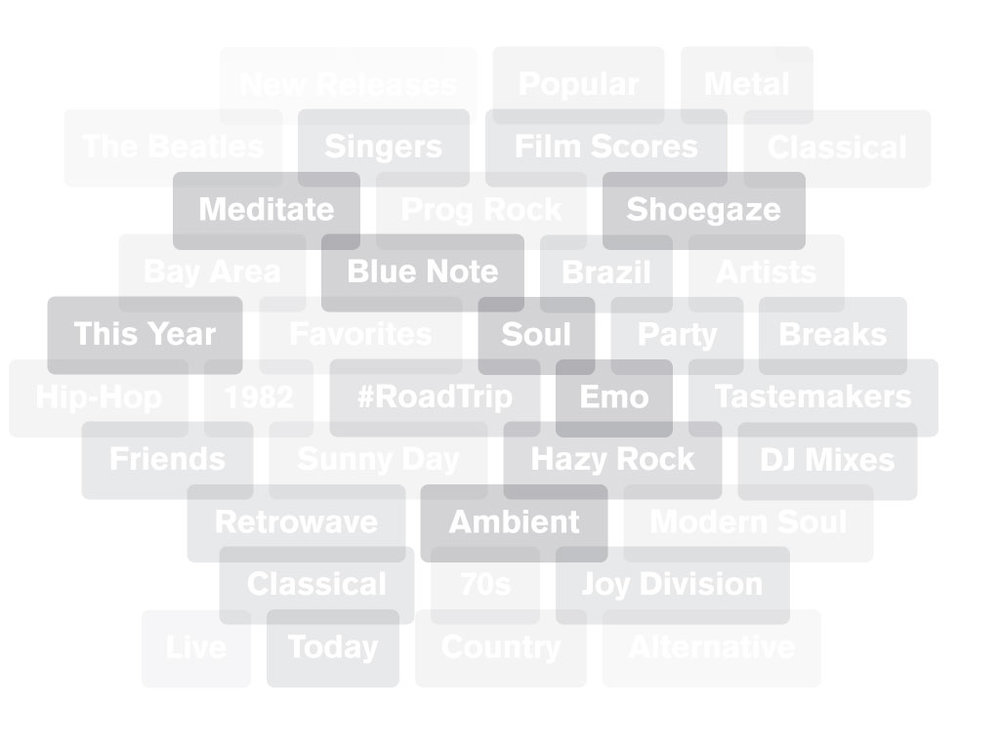 New Releases Popular Metal
The Beatles Singers Film Scores Classical
Meditate Prog Rock Shoegaze
Bay Area Blue Note Brazil Artists
This Year Favorites Soul Party Breaks
Hip-Hop 1982 #RoadTrip Emo Tastemakers
Friends Sunny Day Hazy Rock DJ Mixes
Retrowave Ambient Modern Soul
Classical 70s Joy Division
Live Today Country Alternative